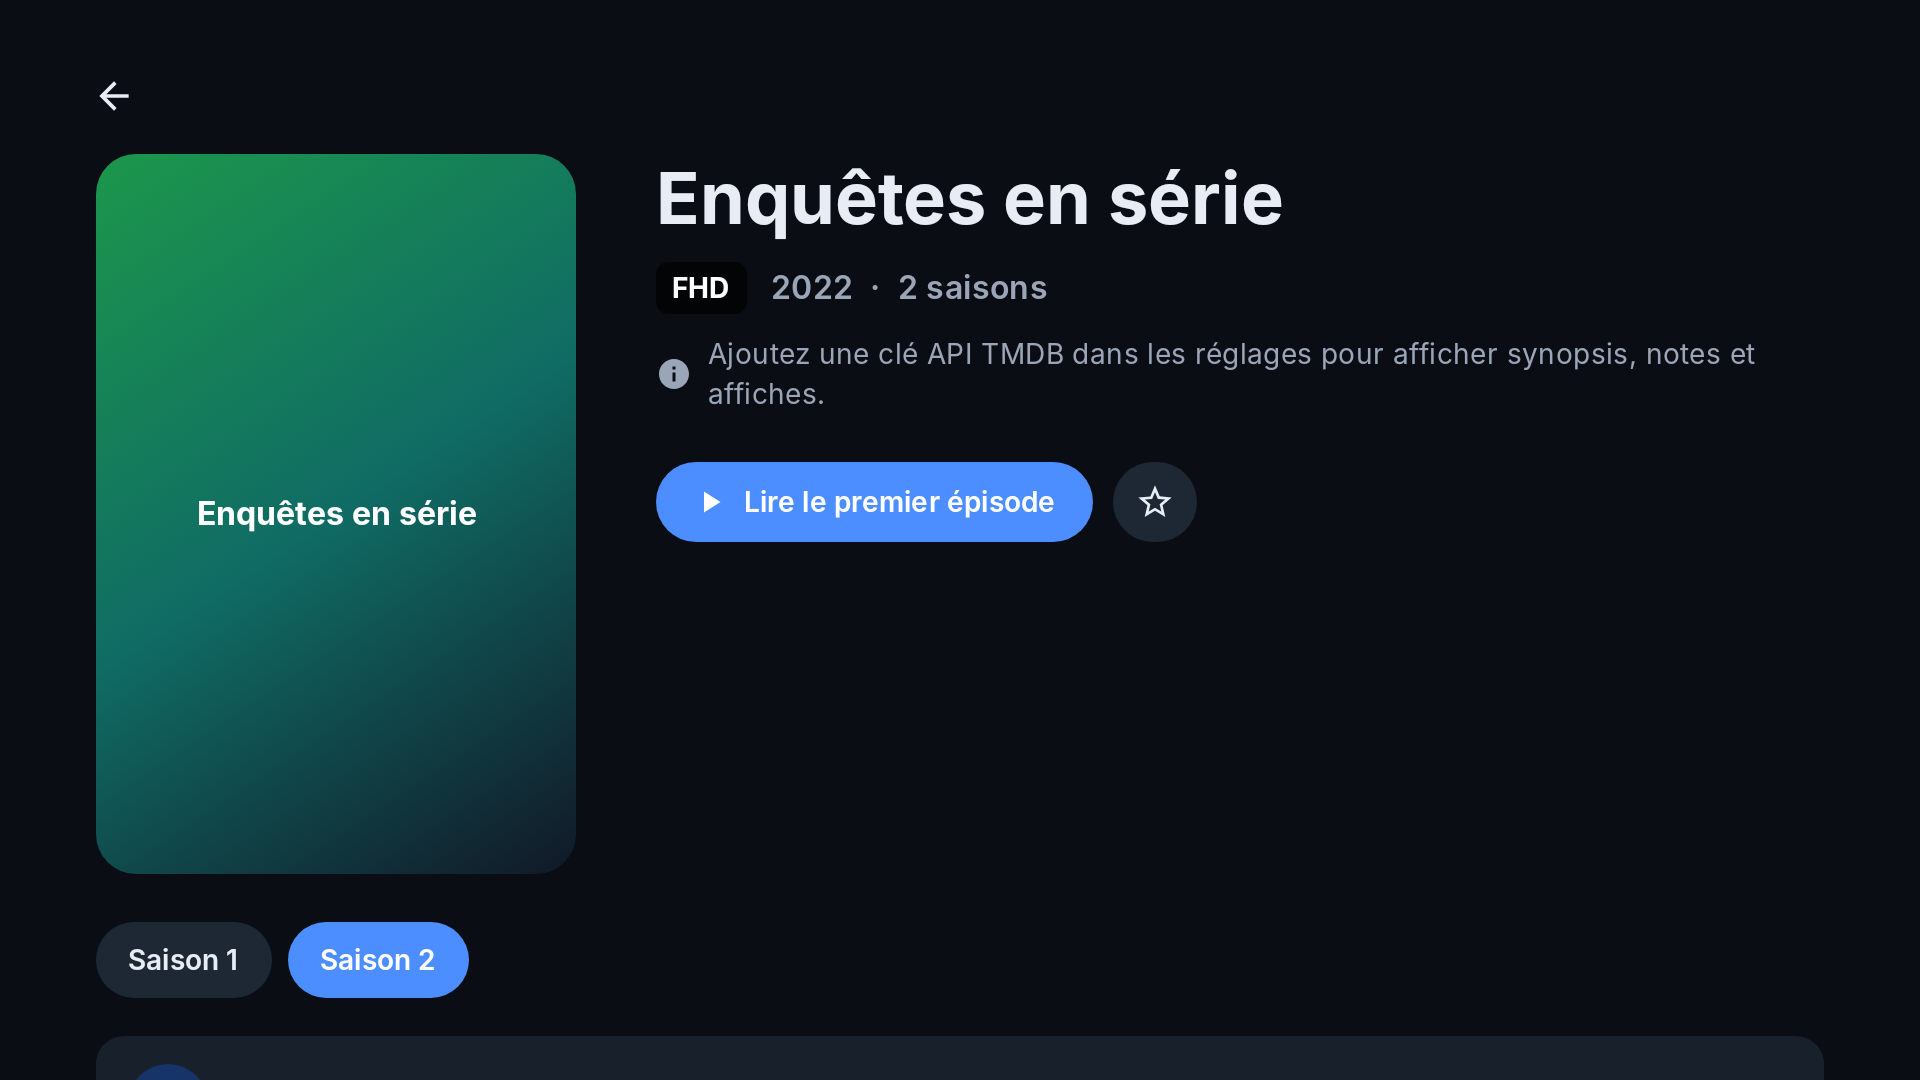 Enquêtes en série
FHD 2022 · 2 saisons
Ajoutez une clé API TMDB dans les réglages pour afficher synopsis, notes et
affiches.
Lire le premier épisode
Enquêtes en série
Saison 1 Saison 2